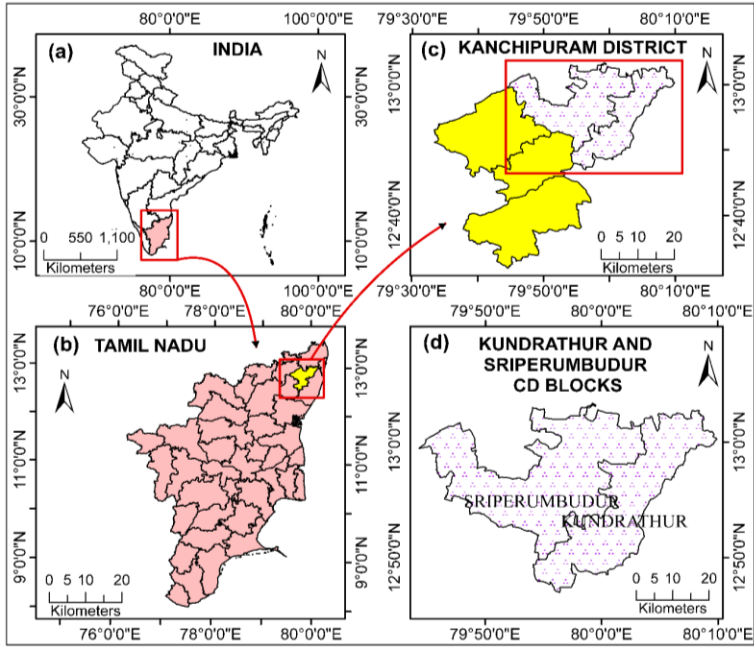 80°0'0"E 100°0'0"E
(a) INDIA
N
30°0'0"N
10°0'0"N
30°0'0"N
10°0'0"N
0 550 1,100
Kilometers
80°0'0"E 100°0'0"E
79°30'0"E 79°50'0"E 80°10'0"E
(c) KANCHIPURAM DISTRICT
N
13°0'0"N
12°40'0"N
13°0'0"N
12°40'0"N
0 5 10 20
Kilometers
79°30'0"E 79°50'0"E 80°10'0"E
76°0'0"E 78°0'0"E 80°0'0"E
(b) TAMIL NADU
N
13°0'0"N
11°0'0"N
9°0'0"N
13°0'0"N
11°0'0"N
9°0'0"N
0 5 10 20
Kilometers
76°0'0"E 78°0'0"E 80°0'0"E
79°50'0"E 80°0'0"E 80°10'0"E
(d) KUNDRATHUR AND
SRIPERUMBUDUR
CD BLOCKS
N
13°0'0"N
12°50'0"N
13°0'0"N
12°50'0"N
SRIPERUMBUDUR
KUNDRATHUR
0 5 10 20
Kilometers
79°50'0"E 80°0'0"E 80°10'0"E